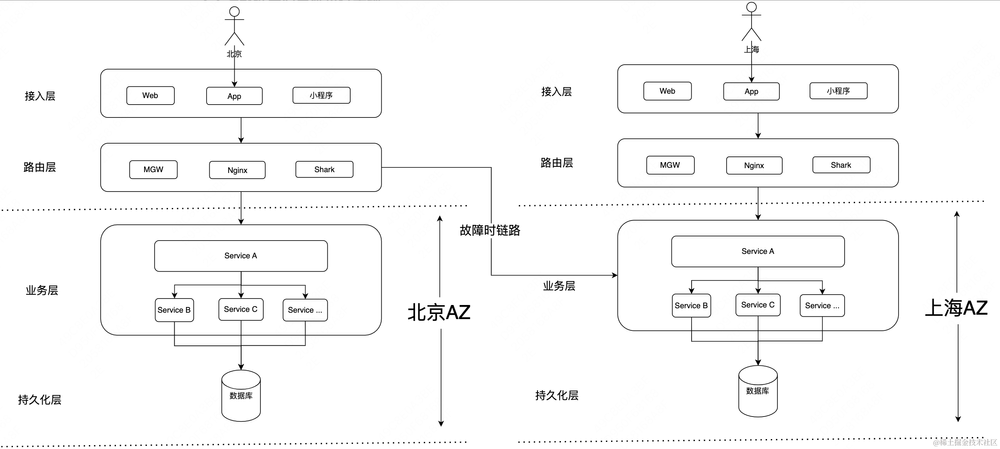 北京
接入层
Web
App
小程序
路由层
MGW
Nginx
Shark
业务层
Service A
Service B
Service C
Service ...
持久化层
数据库
北京AZ
故障时链路
上海
接入层
Web
App
小程序
路由层
MGW
Nginx
Shark
业务层
Service A
Service B
Service C
Service ...
持久化层
数据库
上海AZ
@稀土掘金技术社区